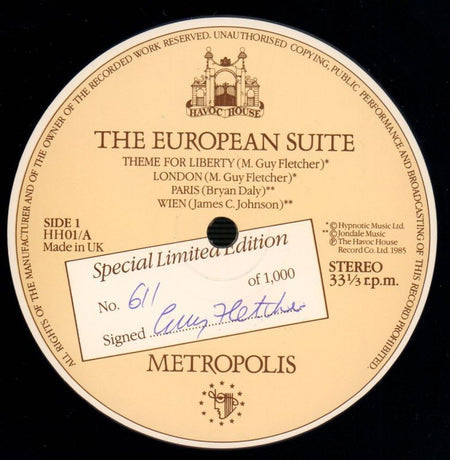 ALL RIGHTS OF THE MANUFACTURER AND OF THE OWNER OF THE RECORDED WORK RESERVED. UNAUTHORISED COPYING, PUBLIC PERFORMANCE AND BROADCASTING OF THIS RECORD PROHIBITED.
HAVOC HOUSE
THE EUROPEAN SUITE
THEME FOR LIBERTY (M. Guy Fletcher)*
LONDON (M. Guy Fletcher)*
PARIS (Bryan Daly)**
WIEN (James C. Johnson)**
SIDE 1
HH01/A
Made in UK
* Ⓒ Hypnotic Music Ltd.
** Ⓒ Jondale Music
Ⓟ The Havoc House
Record Co. Ltd. 1985
STEREO
33⅓ r.p.m.
Special Limited Edition
No. 611 of 1,000
Signed Guy Fletcher
METROPOLIS